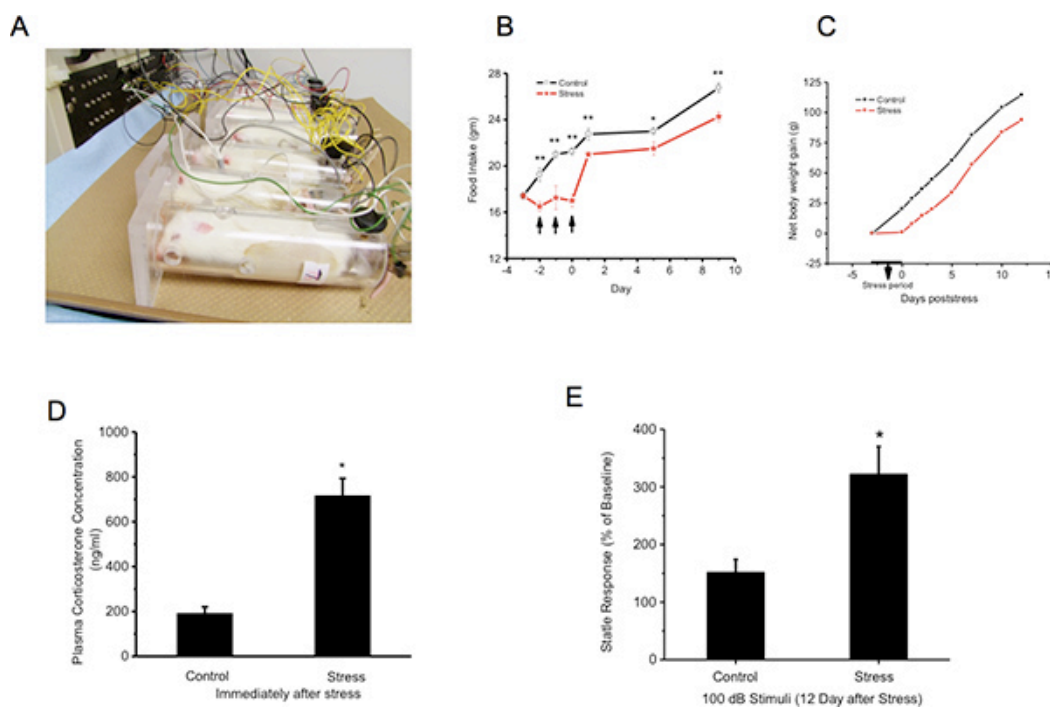 A
B
28
24
20
16
12
Food Intake (gm)
Control
Stress
**
**
**
**
*
**
-4
-2
0
2
4
6
8
10
Day
C
125
100
75
50
25
0
-25
Net body weight gain (g)
Control
Stress
-5
0
5
10
Stress period
Days poststress
D
1000
800
600
400
200
0
Plasma Corticosterone Concentration
(ng/ml)
*
Control
Stress
Immediately after stress
E
400
300
200
150
100
0
Statle Response (% of Baseline)
*
Control
Stress
100 dB Stimuli (12 Day after Stress)